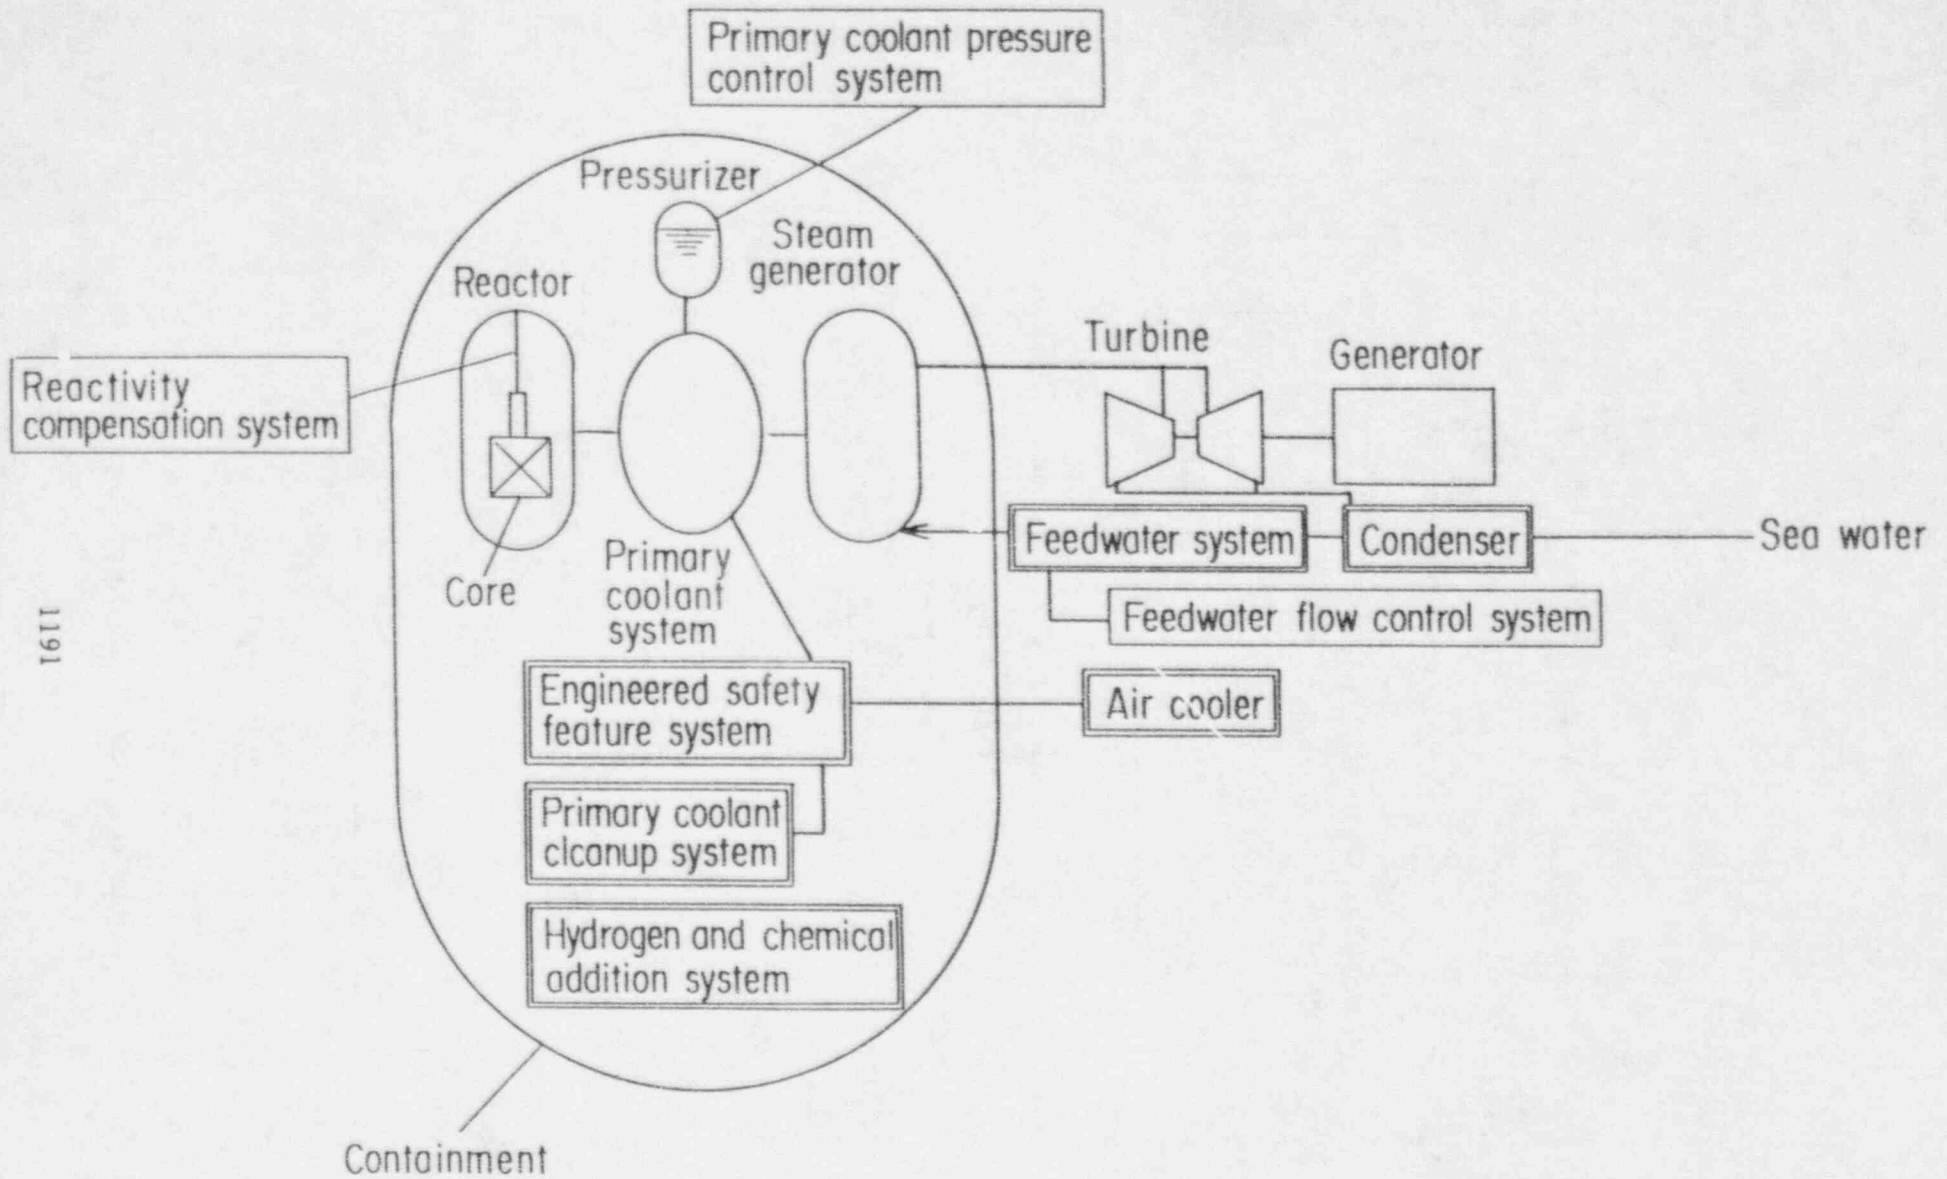 Primary coolant pressure
control system
Pressurizer
Steam
generator
Reactor
Turbine
Generator
Reactivity
compensation system
Feedwater system
Condenser
Sea water
Primary
coolant
system
Core
Feedwater flow control system
1191
Engineered safety
feature system
Air cooler
Primary coolant
cleanup system
Hydrogen and chemical
addition system
Containment